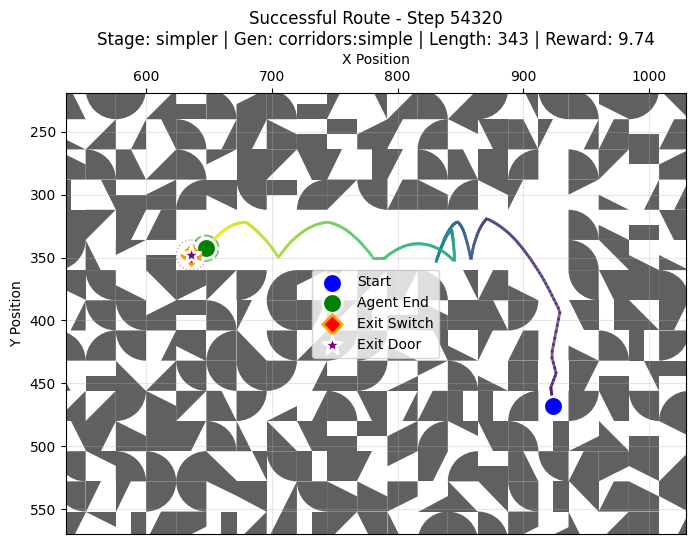 Successful Route - Step 54320
Stage: simpler | Gen: corridors:simple | Length: 343 | Reward: 9.74
X Position
600 700 800 900 1000
250
300
350
400
450
500
550
Y Position
Start
Agent End
Exit Switch
Exit Door